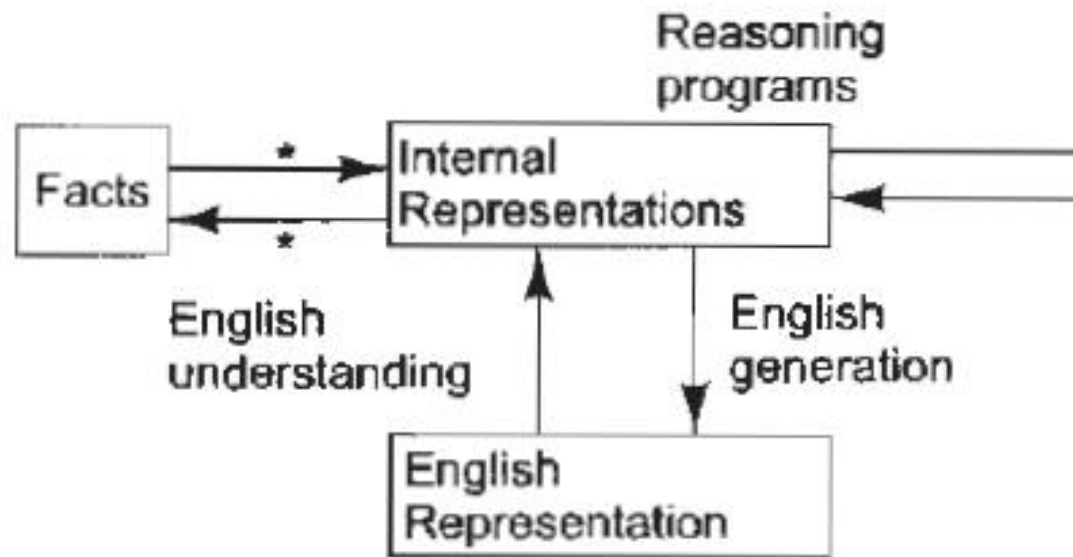 Reasoning
programs
*
Facts
Internal
Representations
*
English
understanding
English
generation
English
Representation